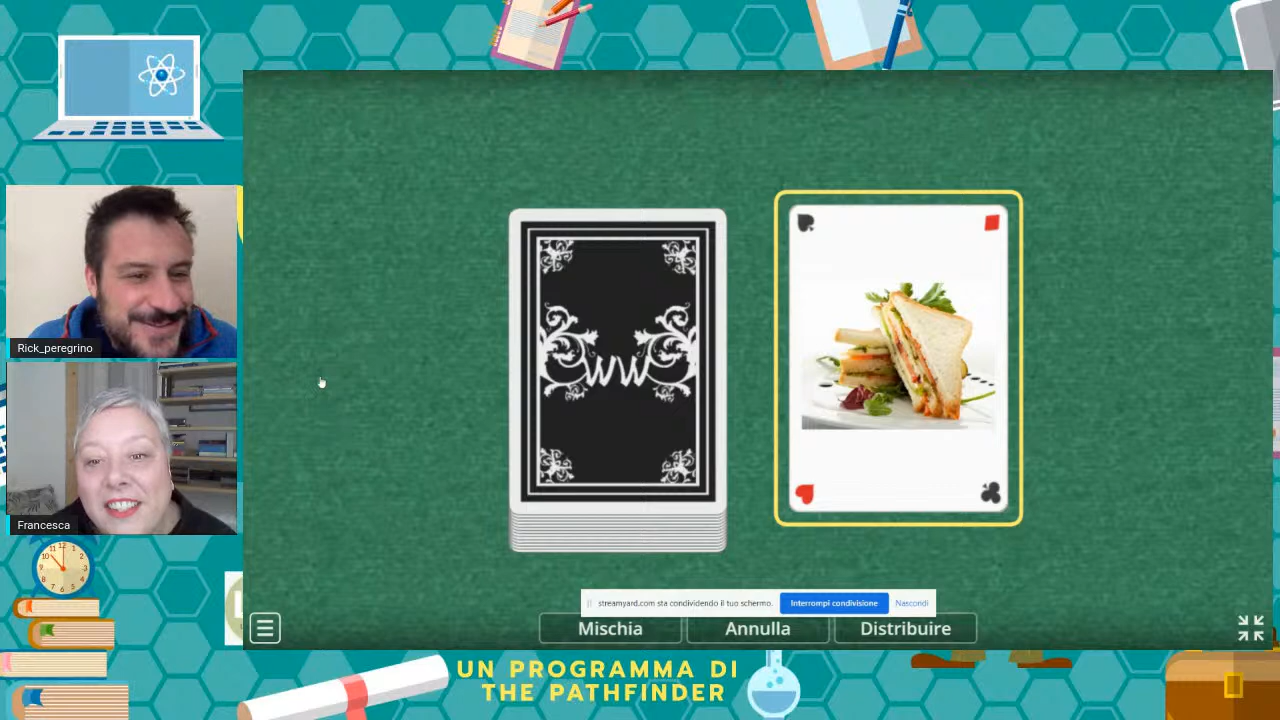 Rick_peregrino
Francesca
WW
streamyard.com sta condividendo il tuo schermo.
Interrompi condivisione
Nascondi
Mischia
Annulla
Distribuire
UN PROGRAMMA DI
THE PATHFINDER